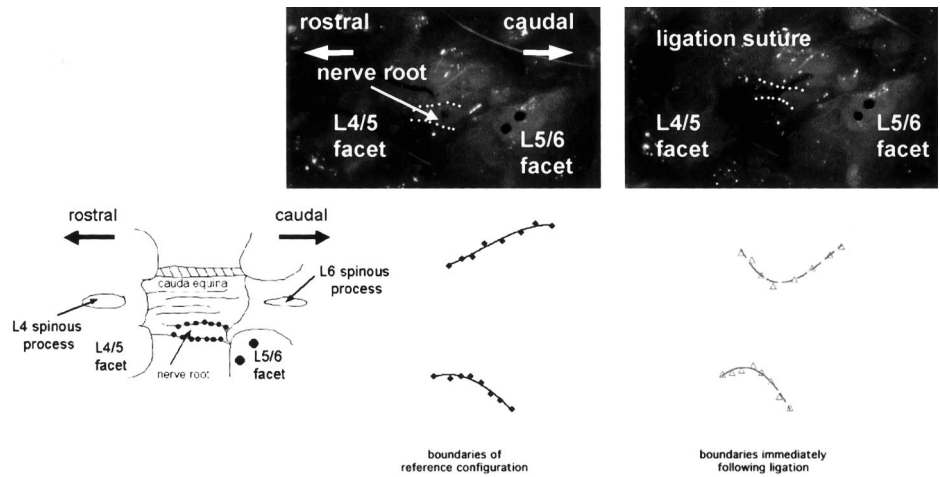 rostral
caudal
nerve root
L4/5
facet
L5/6
facet
ligation suture
L4/5
facet
L5/6
facet
rostral
caudal
cauda equina
L6 spinous
process
L4 spinous
process
L4/5
facet
nerve root
L5/6
facet
boundaries of
reference configuration
boundaries immediately
following ligation